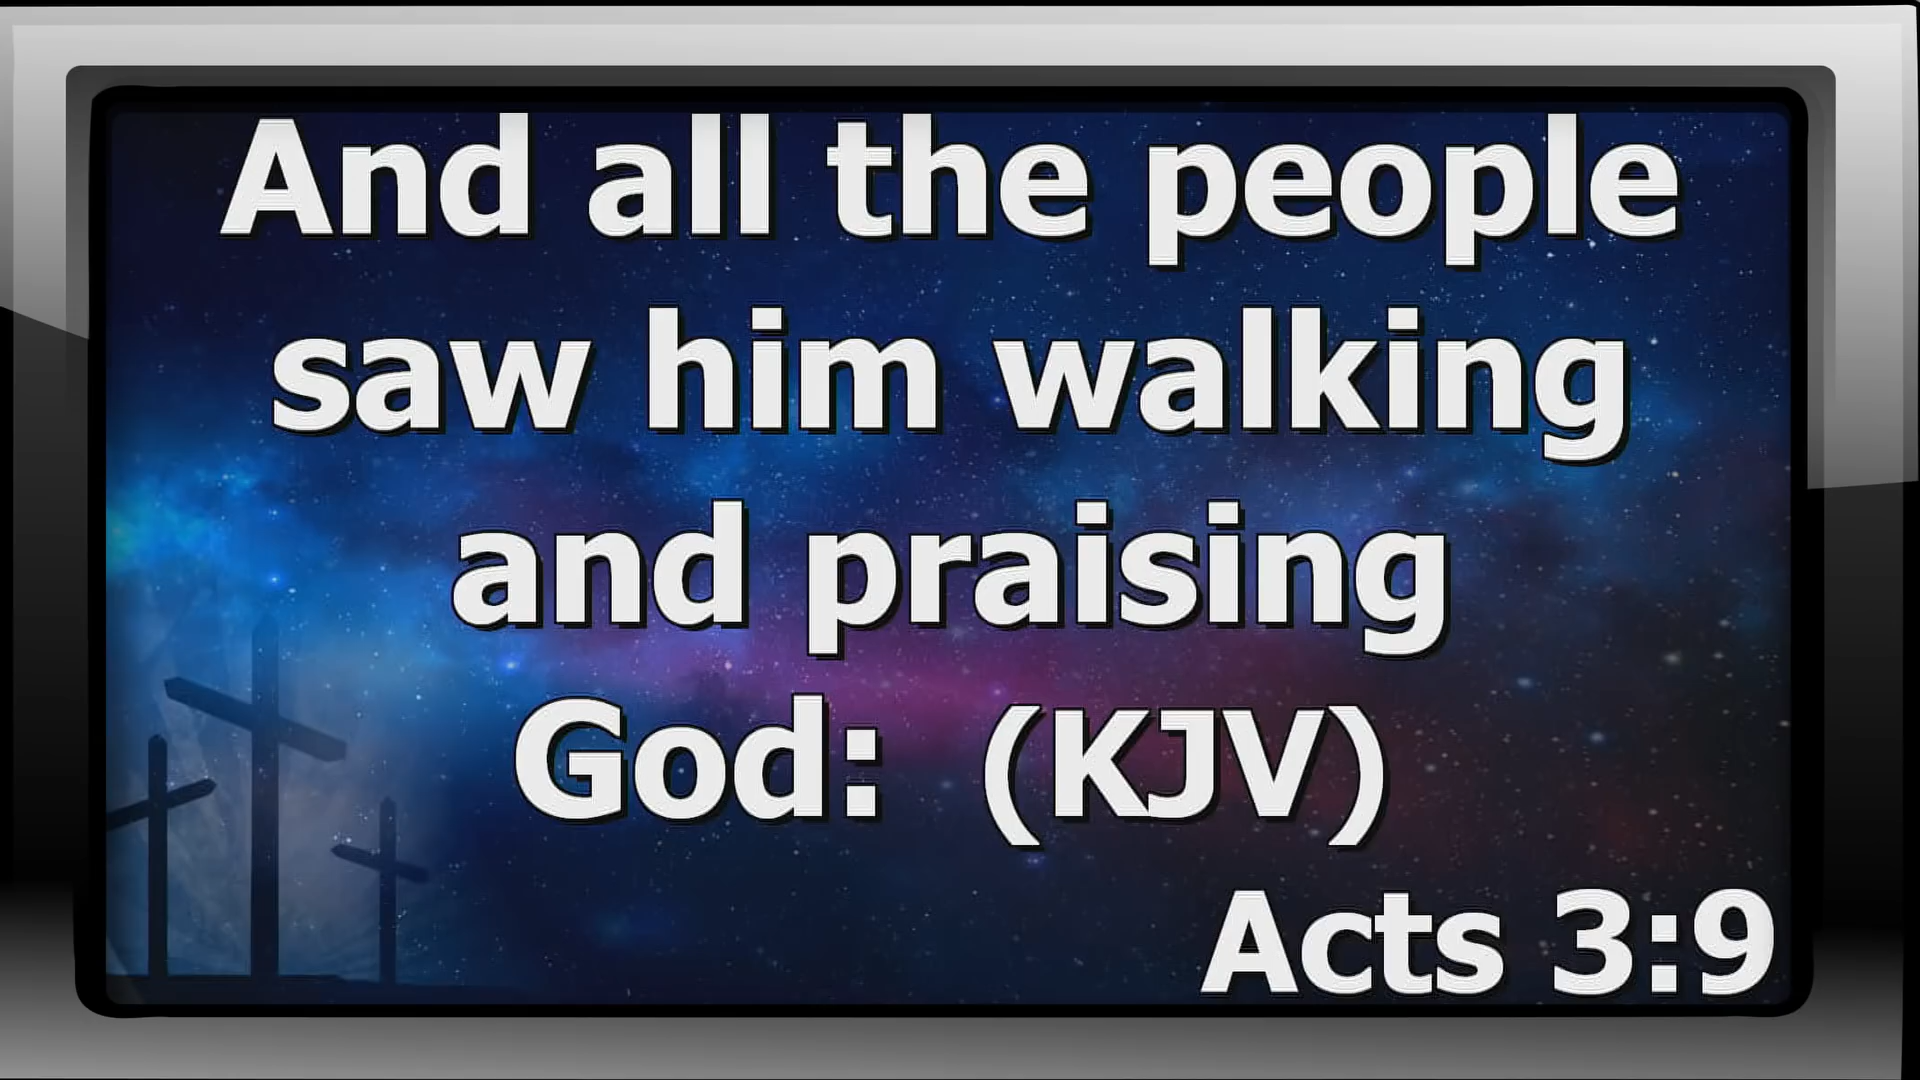 And all the people
saw him walking
and praising
God: (KJV)
Acts 3:9